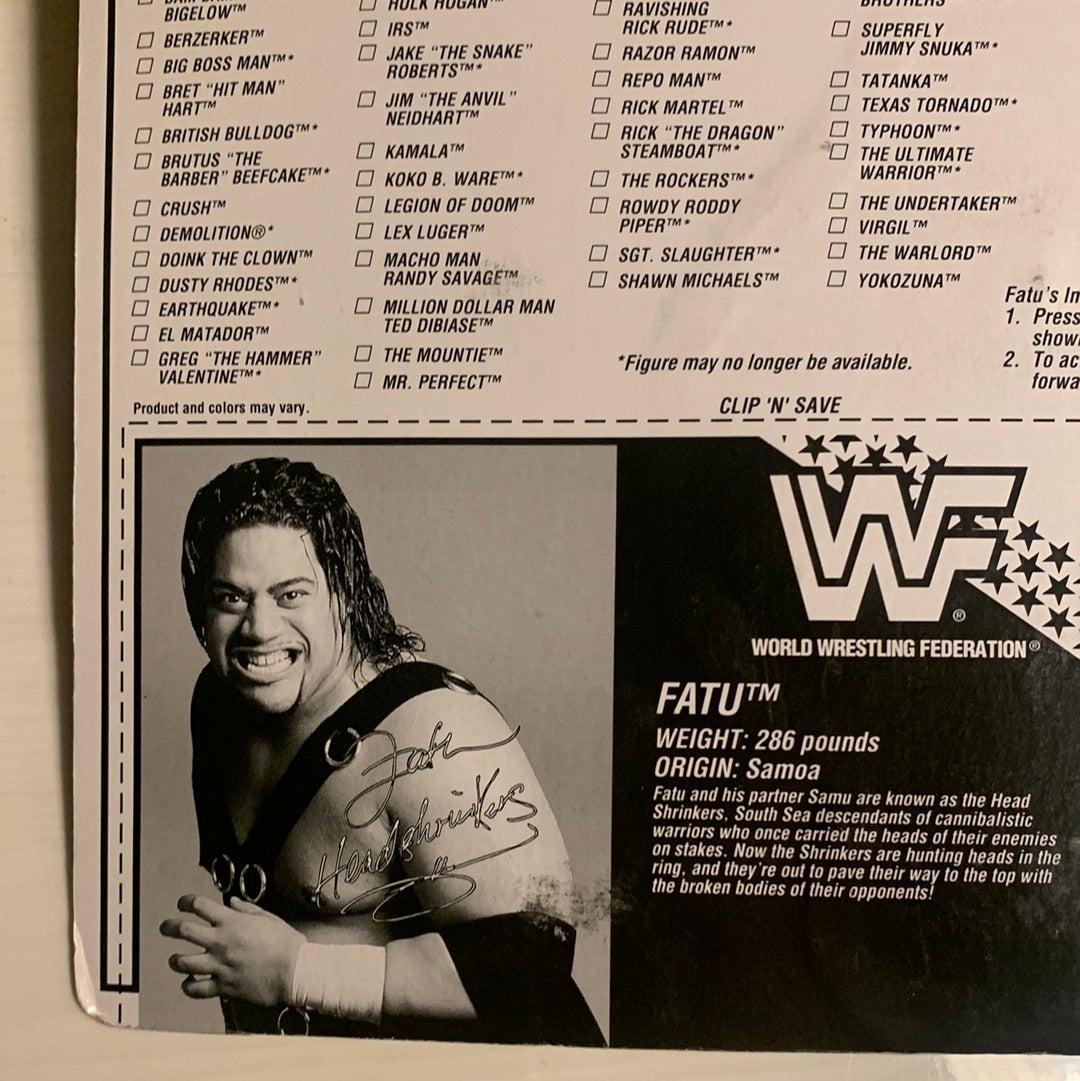 BIGELOW™
☐ BERZERKER™
☐ BIG BOSS MAN™*
☐ BRET "HIT MAN"
HART™
☐ BRITISH BULLDOG™*
☐ BRUTUS "THE
BARBER" BEEFCAKE™*
☐ CRUSH™
☐ DEMOLITION®*
☐ DOINK THE CLOWN™
☐ DUSTY RHODES™*
☐ EARTHQUAKE™*
☐ EL MATADOR™
☐ GREG "THE HAMMER"
VALENTINE™*
☐ HULK HOGAN™
☐ IRS™
☐ JAKE "THE SNAKE"
ROBERTS™*
☐ JIM "THE ANVIL"
NEIDHART™
☐ KAMALA™
☐ KOKO B. WARE™*
☐ LEGION OF DOOM™
☐ LEX LUGER™
☐ MACHO MAN
RANDY SAVAGE™
☐ MILLION DOLLAR MAN
TED DIBIASE™
☐ THE MOUNTIE™
☐ MR. PERFECT™
☐ RAVISHING
RICK RUDE™*
☐ RAZOR RAMON™
☐ REPO MAN™
☐ RICK MARTEL™
☐ RICK "THE DRAGON"
STEAMBOAT™*
☐ THE ROCKERS™*
☐ ROWDY RODDY
PIPER™*
☐ SGT. SLAUGHTER™*
☐ SHAWN MICHAELS™
BROTHERS
☐ SUPERFLY
JIMMY SNUKA™*
☐ TATANKA™
☐ TEXAS TORNADO™*
☐ TYPHOON™*
☐ THE ULTIMATE
WARRIOR™*
☐ THE UNDERTAKER™
☐ VIRGIL™
☐ THE WARLORD™
☐ YOKOZUNA™
*Figure may no longer be available.
Fatu's In
1. Press
show
2. To ac
forwa
Product and colors may vary.
CLIP 'N' SAVE
WF
®
WORLD WRESTLING FEDERATION®
FATU™
WEIGHT: 286 pounds
ORIGIN: Samoa
Fatu and his partner Samu are known as the Head
Shrinkers, South Sea descendants of cannibalistic
warriors who once carried the heads of their enemies
on stakes. Now the Shrinkers are hunting heads in the
ring, and they're out to pave their way to the top with
the broken bodies of their opponents!
Fatu
Headshrinkers